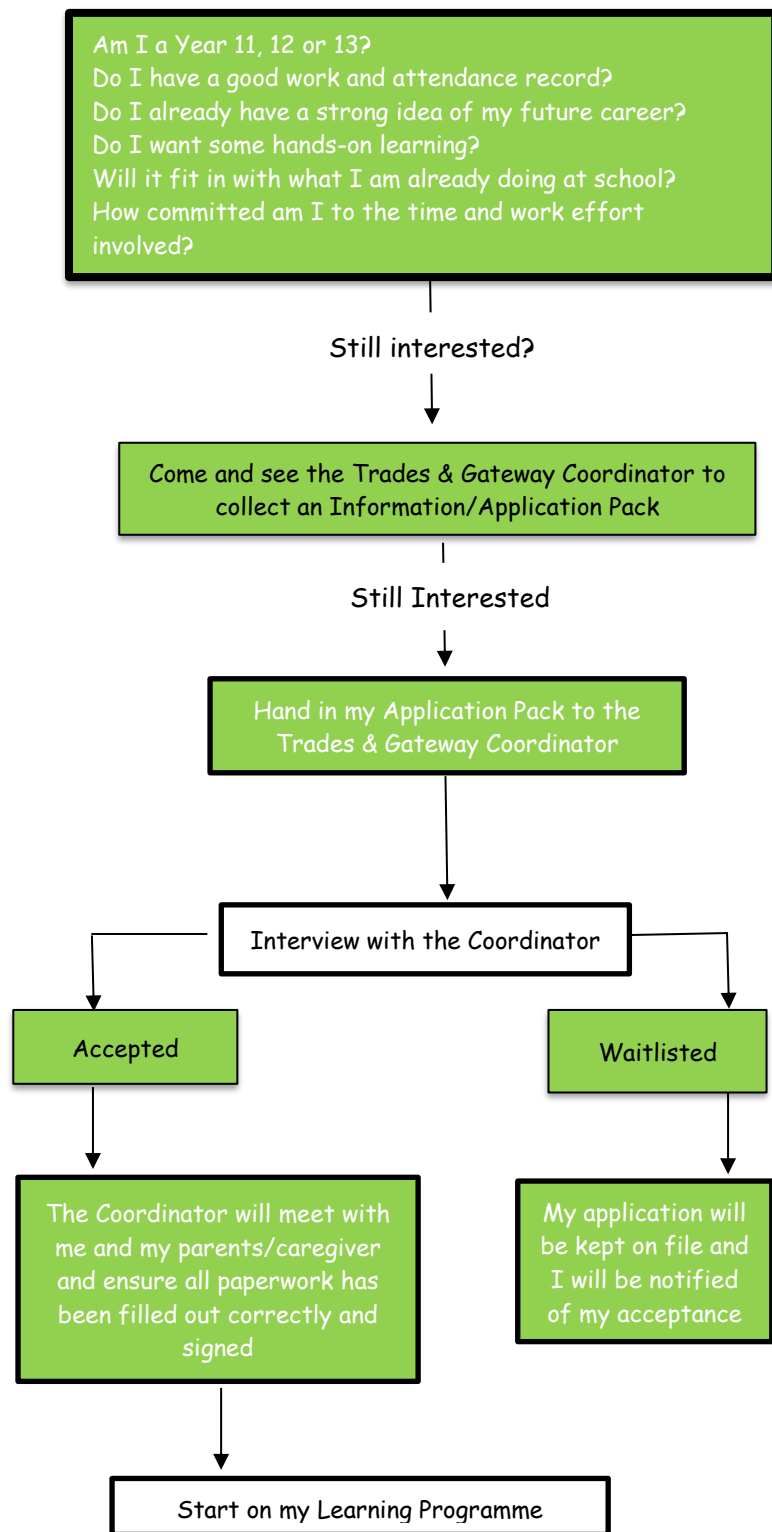 Am I a Year 11, 12 or 13?
Do I have a good work and attendance record?
Do I already have a strong idea of my future career?
Do I want some hands-on learning?
Will it fit in with what I am already doing at school?
How committed am I to the time and work effort
involved?
Still interested?
Come and see the Trades & Gateway Coordinator to
collect an Information/Application Pack
Still Interested
Hand in my Application Pack to the
Trades & Gateway Coordinator
Interview with the Coordinator
Accepted
Waitlisted
The Coordinator will meet with
me and my parents/caregiver
and ensure all paperwork has
been filled out correctly and
signed
My application will
be kept on file and
I will be notified
of my acceptance
Start on my Learning Programme